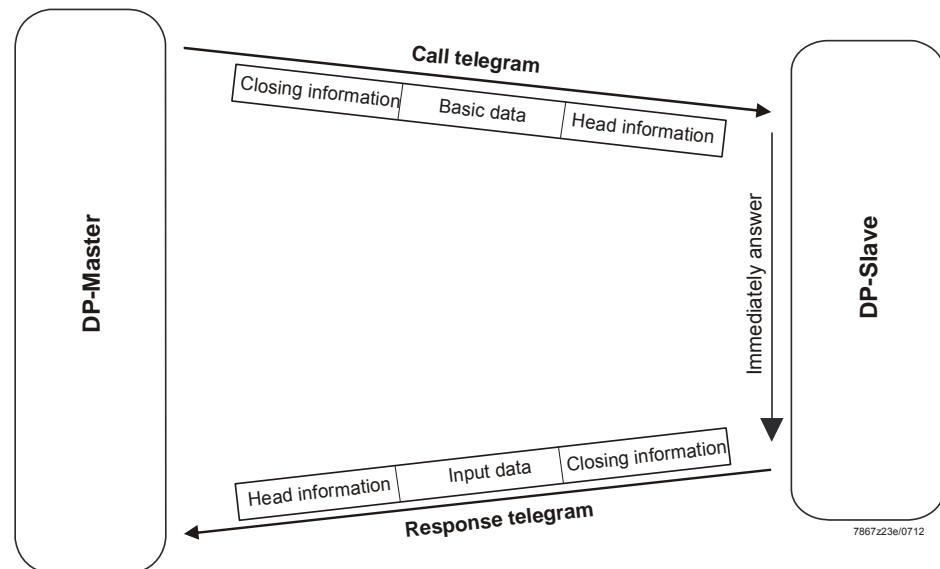 Call telegram
Closing information Basic data Head information
DP-Master
Immediately answer
DP-Slave
Head information Input data Closing information
Response telegram
7867z23e/0712